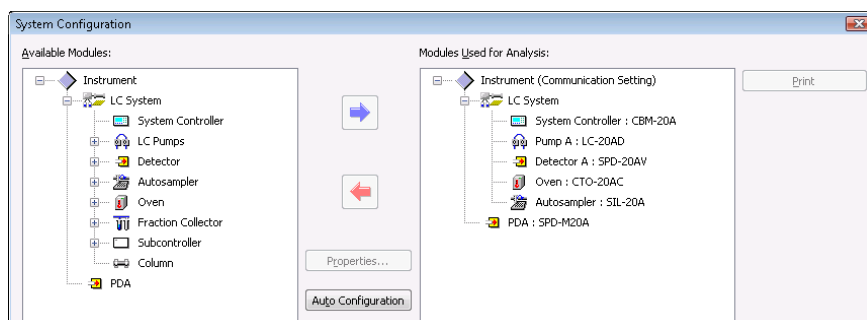 System Configuration
Available Modules:
Instrument
LC System
System Controller
LC Pumps
Detector
Autosampler
Oven
Fraction Collector
Subcontroller
Column
PDA
Properties...
Auto Configuration
Modules Used for Analysis:
Instrument (Communication Setting)
LC System
System Controller : CBM-20A
Pump A : LC-20AD
Detector A : SPD-20AV
Oven : CTO-20AC
Autosampler : SIL-20A
PDA : SPD-M20A
Print